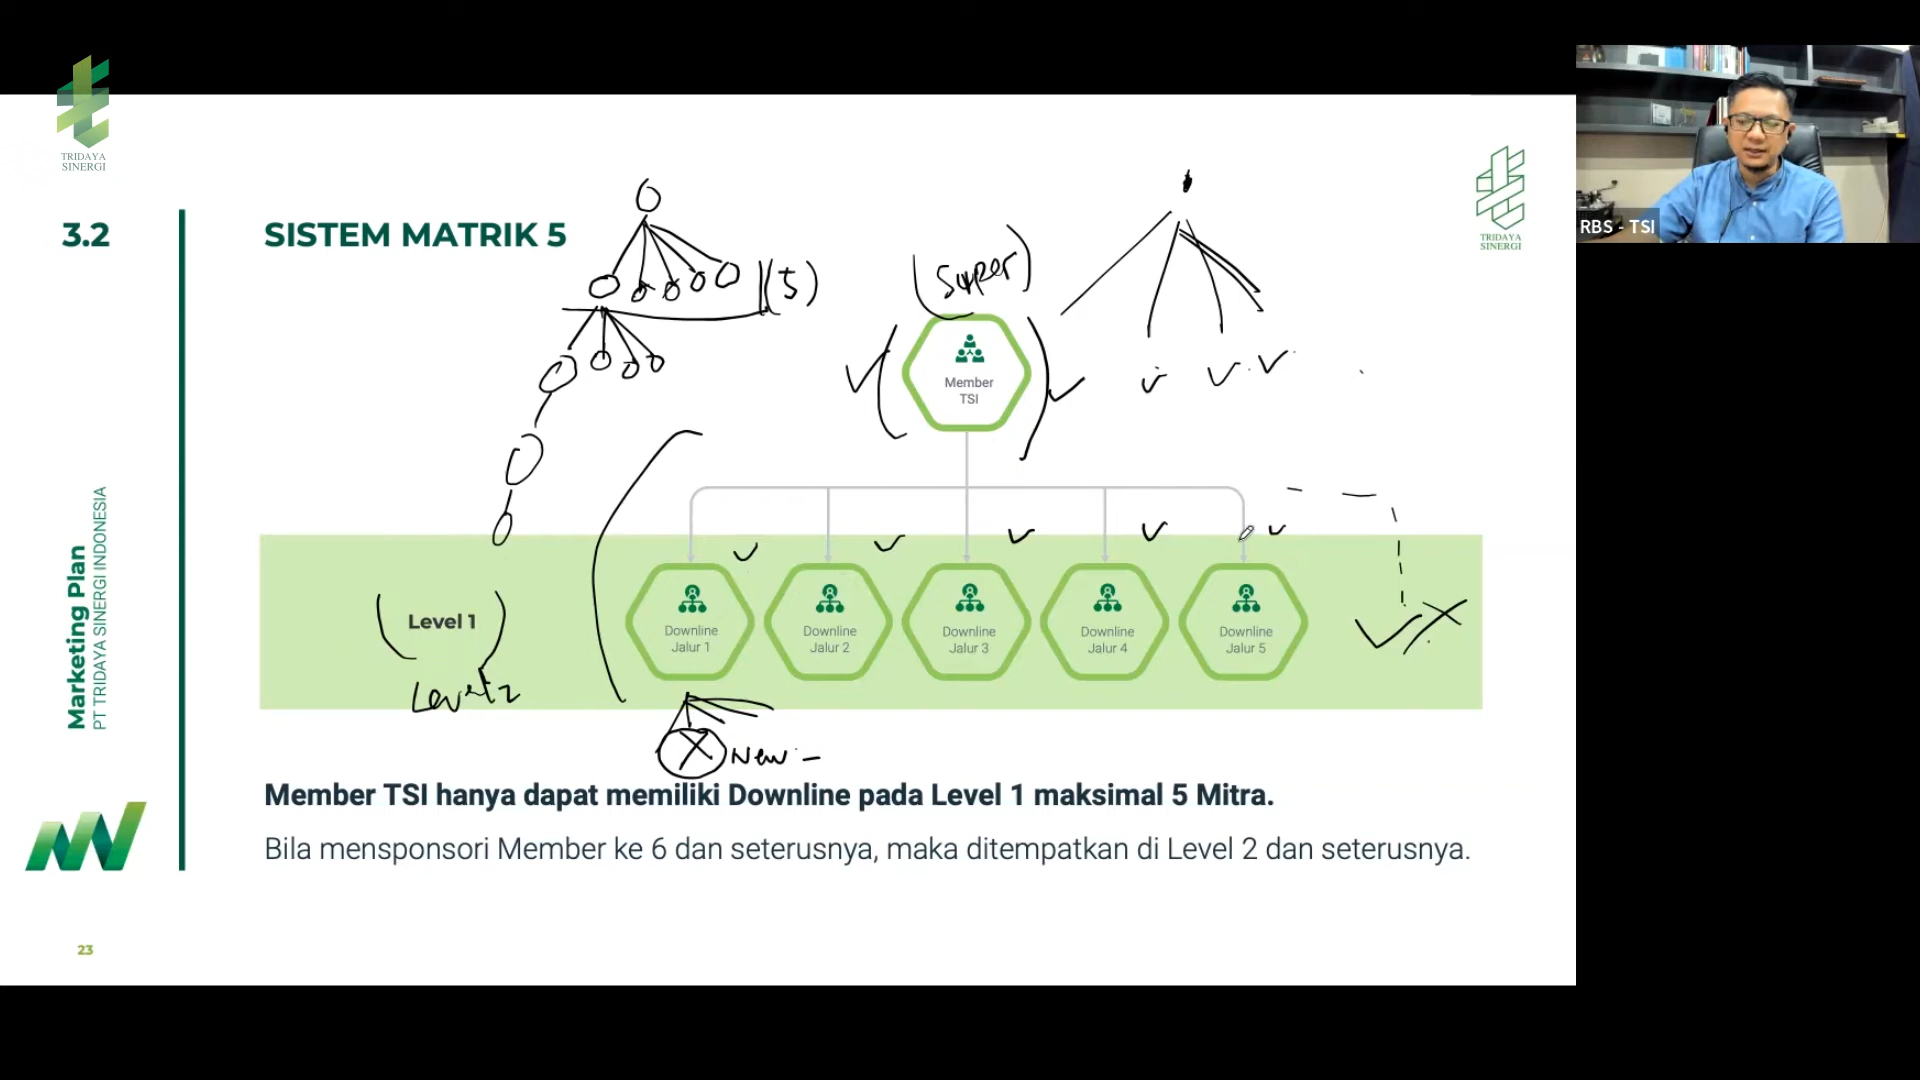 TRIDAYA
SINERGI
RBS - TSI
3.2
SISTEM MATRIK 5
(5)
(Super)
TRIDAYA
SINERGI
Member
TSI
Marketing Plan
PT TRIDAYA SINERGI INDONESIA
Level 1
Level 2
Downline
Jalur 1
Downline
Jalur 2
Downline
Jalur 3
Downline
Jalur 4
Downline
Jalur 5
New
Member TSI hanya dapat memiliki Downline pada Level 1 maksimal 5 Mitra.
Bila mensponsori Member ke 6 dan seterusnya, maka ditempatkan di Level 2 dan seterusnya.
23